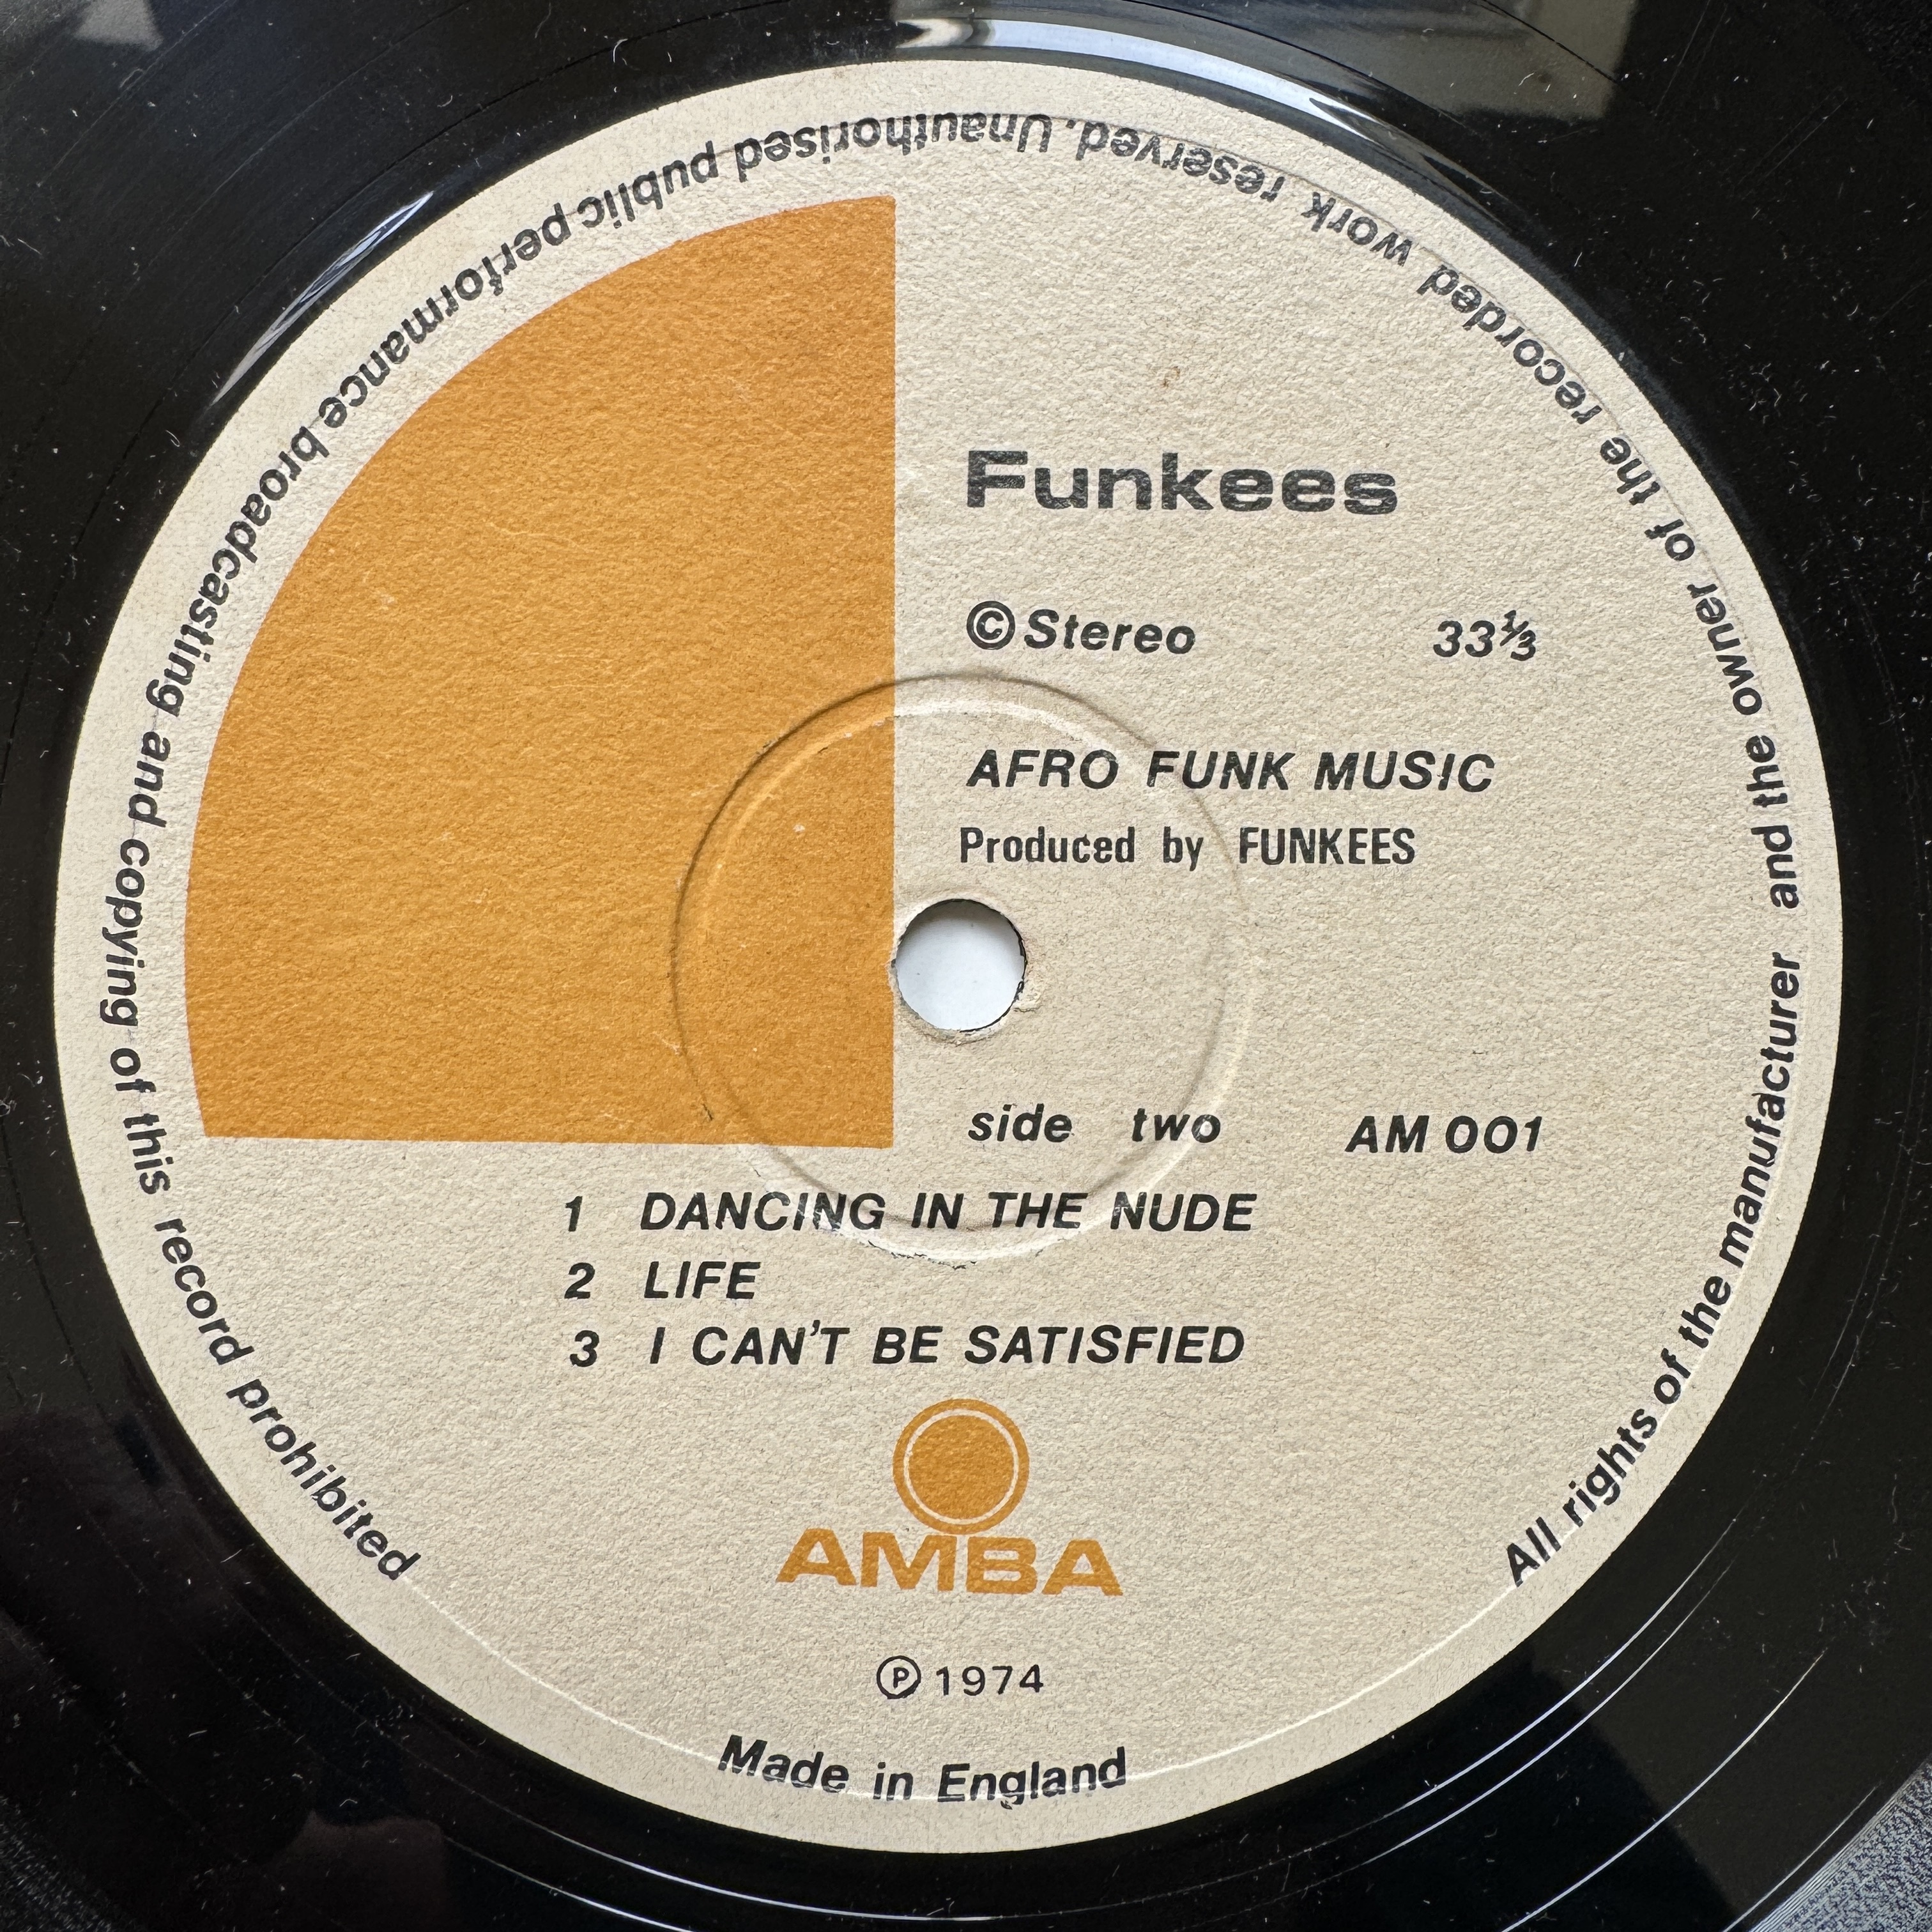 All rights of the manufacturer and the owner of the recorded work reserved. Unauthorised public performance broadcasting and copying of this record prohibited
Funkees
©Stereo 33⅓
AFRO FUNK MUSIC
Produced by FUNKEES
side two AM 001
1 DANCING IN THE NUDE
2 LIFE
3 I CAN'T BE SATISFIED
AMBA
℗ 1974
Made in England